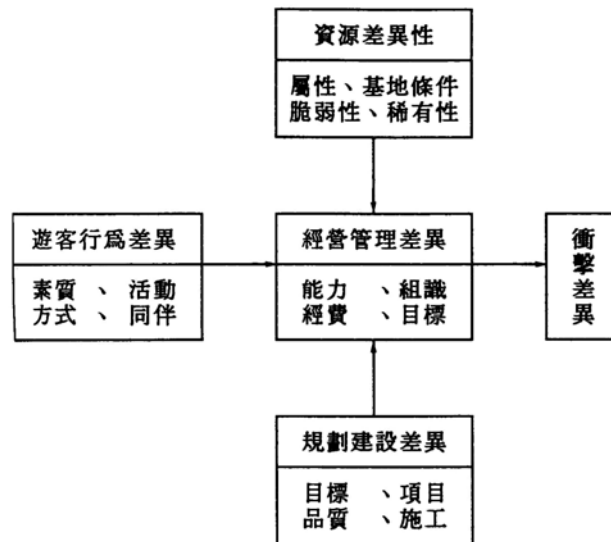 資源差異性
屬性、基地條件
脆弱性、稀有性
遊客行爲差異
素質、活動
方式、同伴
經營管理差異
能力、組識
經費、目標
衝擊差異
規劃建設差異
目標、項目
品質、施工